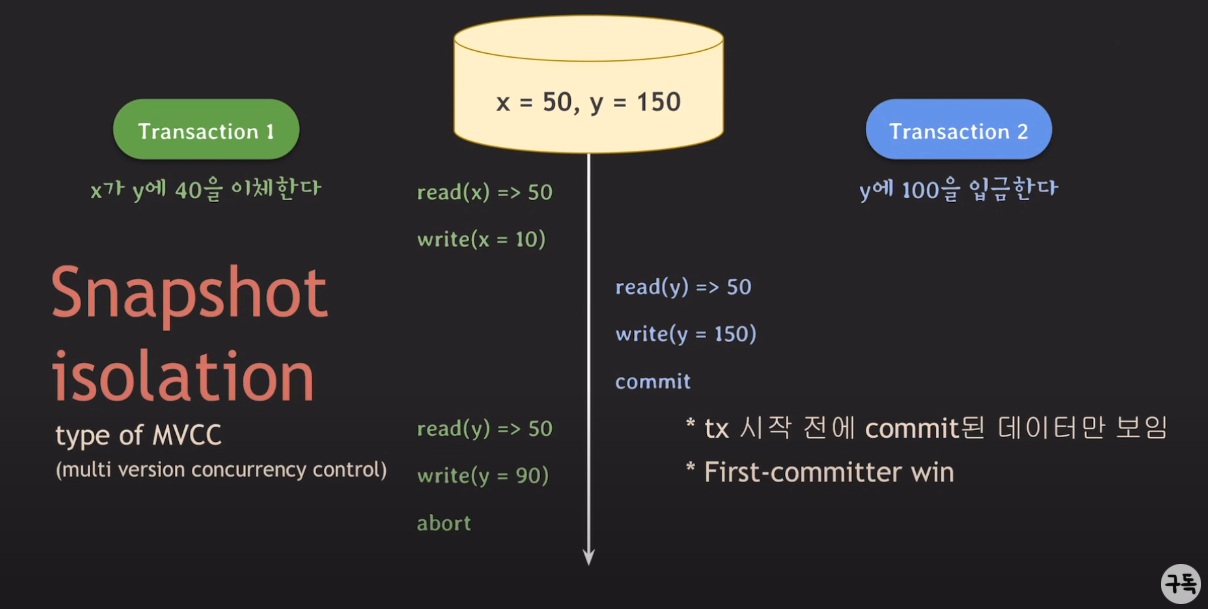 x = 50, y = 150
Transaction 1
x가 y에 40을 이체한다
Transaction 2
y에 100을 입금한다
read(x) => 50
write(x = 10)
read(y) => 50
write(y = 150)
commit
Snapshot
isolation
type of MVCC
(multi version concurrency control)
read(y) => 50
write(y = 90)
abort
* tx 시작 전에 commit된 데이터만 보임
* First-committer win
구독